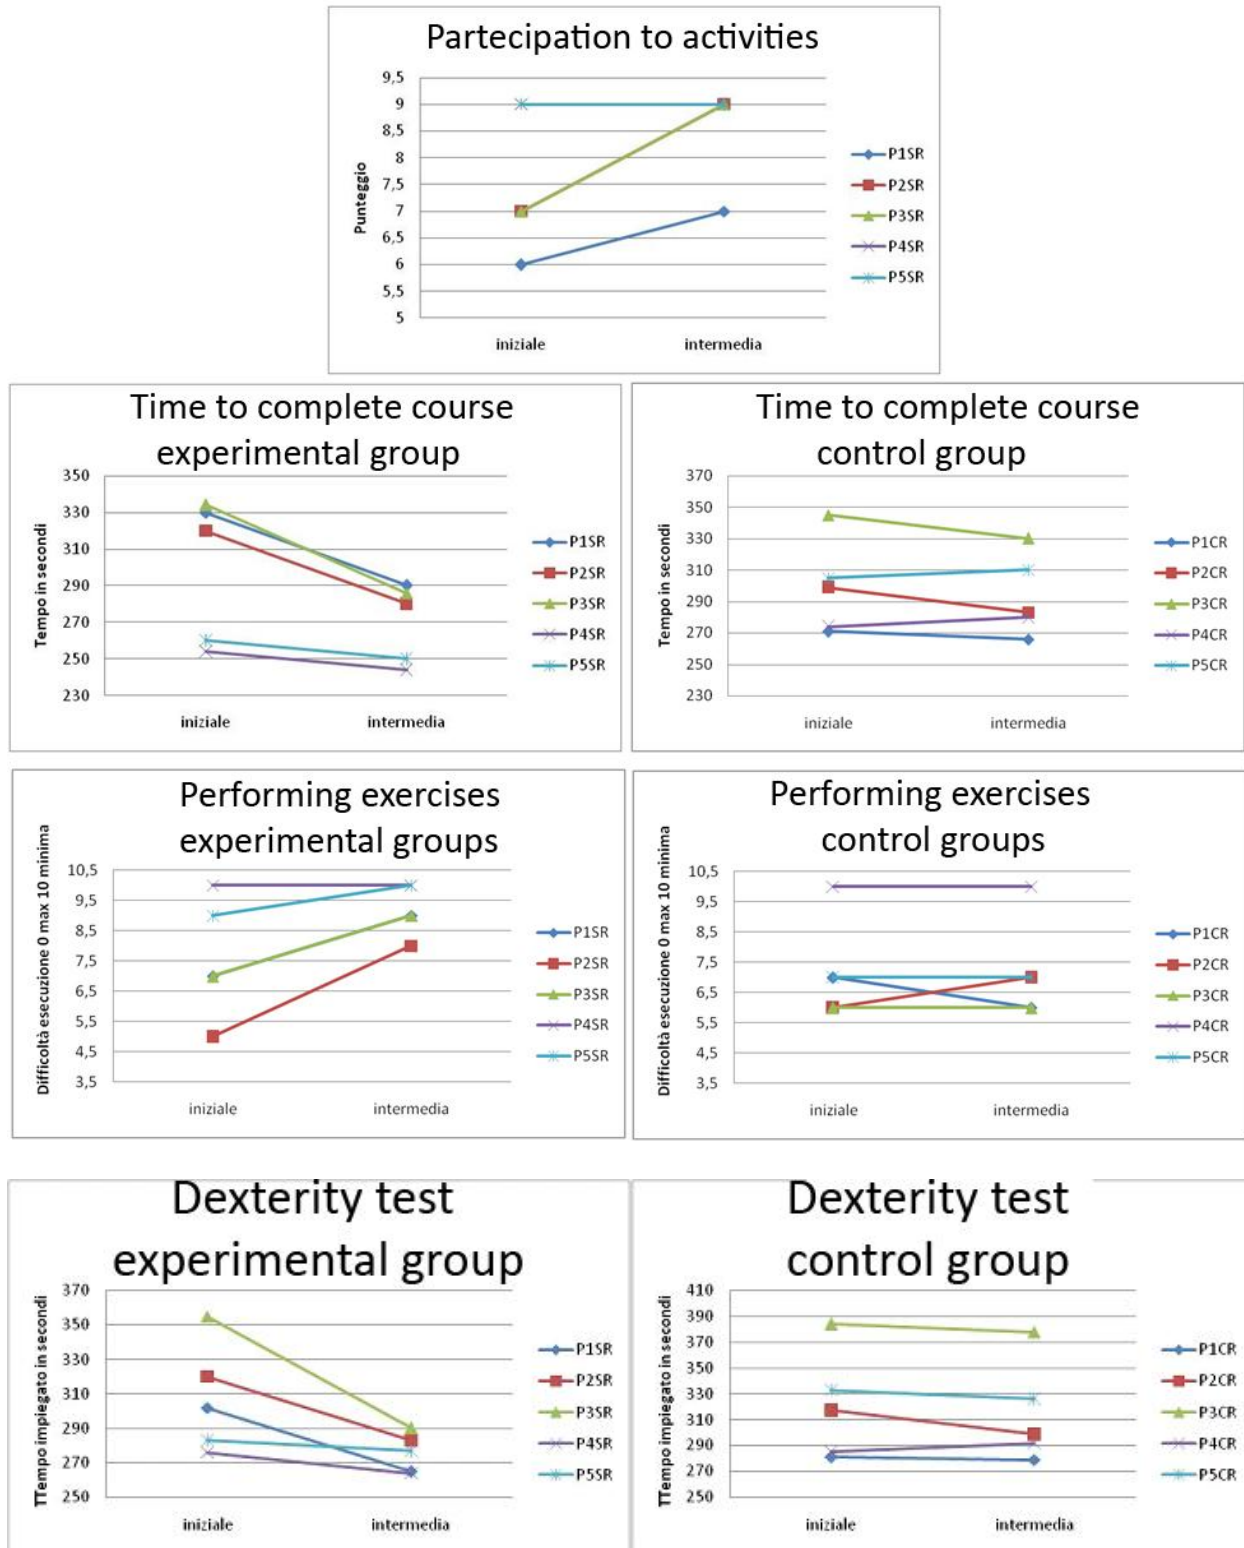 Partecipation to activities
9,5
9
8,5
8
7,5
7
6,5
6
5,5
5
Punteggio
iniziale
intermedia
P1SR
P2SR
P3SR
P4SR
P5SR
Time to complete course
experimental group
350
330
310
290
270
250
230
Tempo in secondi
iniziale
intermedia
P1SR
P2SR
P3SR
P4SR
P5SR
Time to complete course
control group
370
350
330
310
290
270
250
230
Tempo in secondi
iniziale
intermedia
P1CR
P2CR
P3CR
P4CR
P5CR
Performing exercises
experimental groups
10,5
9,5
8,5
7,5
6,5
5,5
4,5
3,5
Difficoltà esecuzione 0 max 10 minima
iniziale
intermedia
P1SR
P2SR
P3SR
P4SR
P5SR
Performing exercises
control groups
10,5
9,5
8,5
7,5
6,5
5,5
4,5
3,5
Difficoltà esecuzione 0 max 10 minima
iniziale
intermedia
P1CR
P2CR
P3CR
P4CR
P5CR
Dexterity test
experimental group
370
350
330
310
290
270
250
TTempo impiegato in secondi
iniziale
intermedia
P1SR
P2SR
P3SR
P4SR
P5SR
Dexterity test
control group
410
390
370
350
330
310
290
270
250
TTempo impiegato in secondi
iniziale
intermedia
P1CR
P2CR
P3CR
P4CR
P5CR